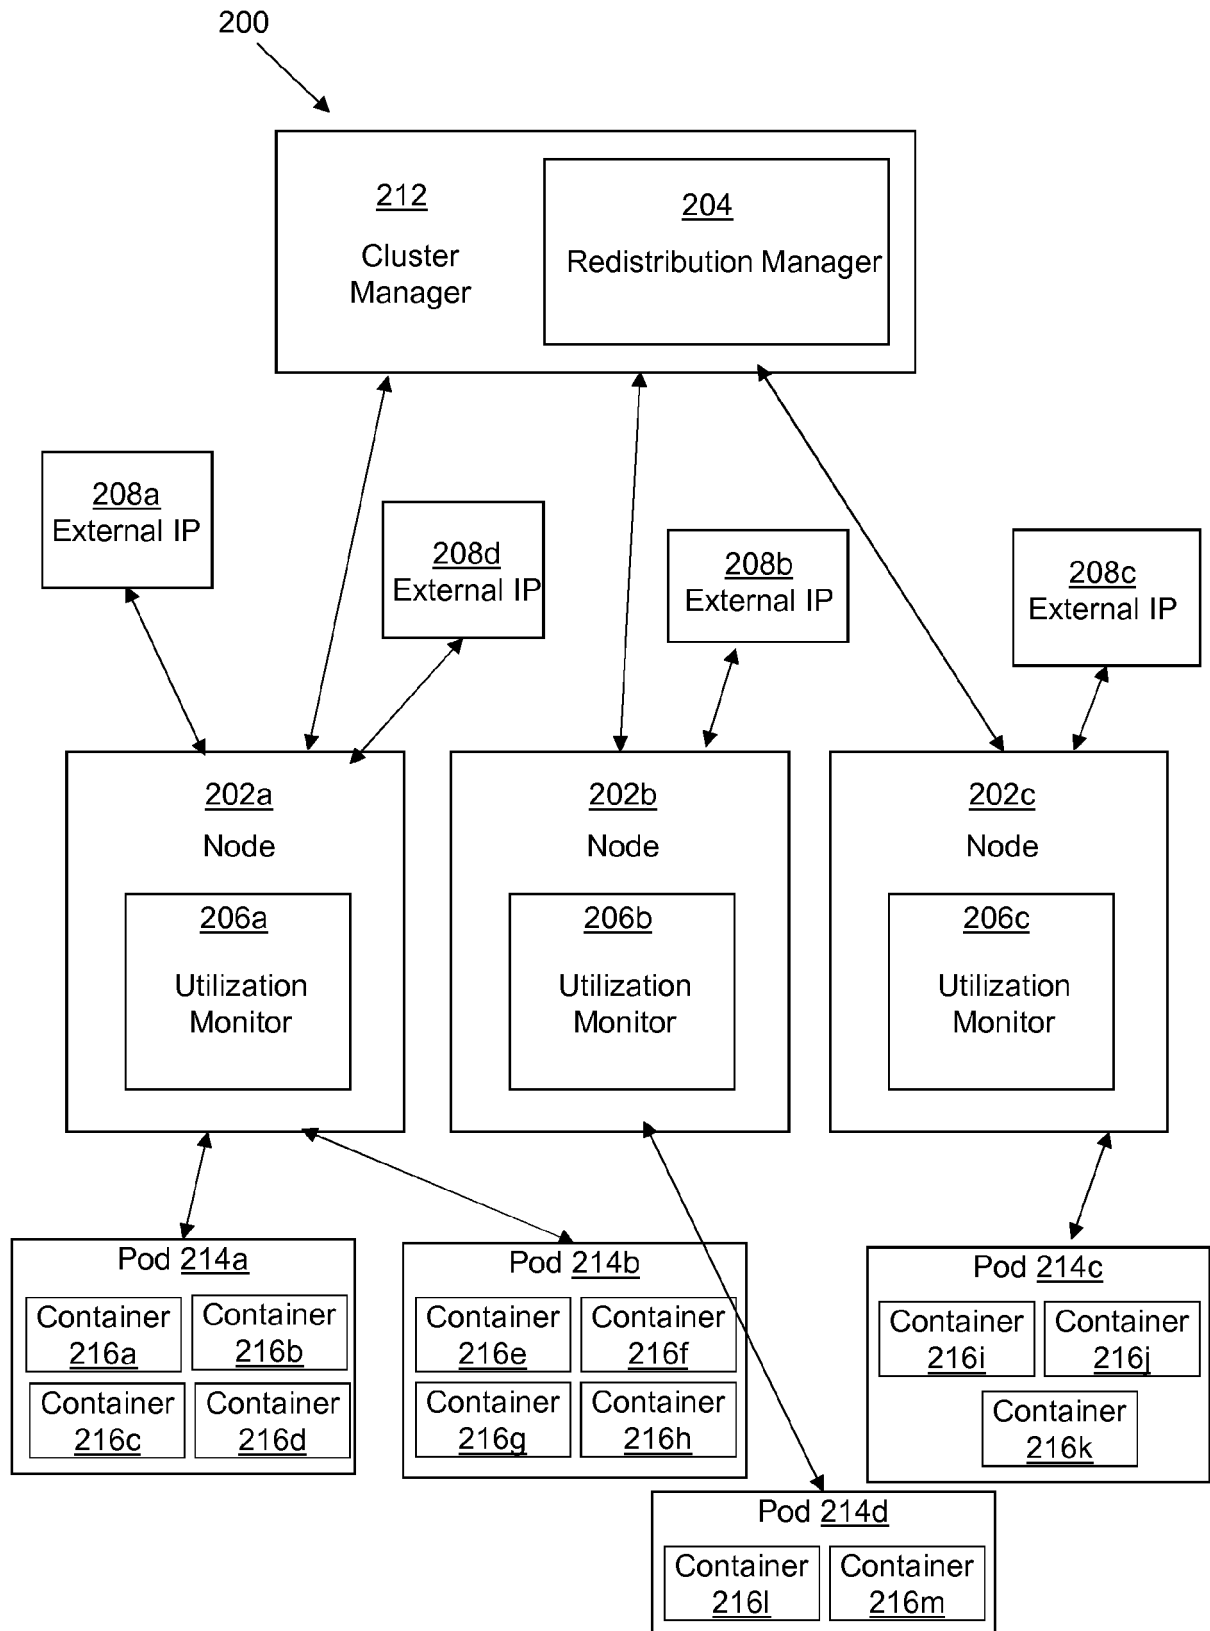 200
212
Cluster
Manager
204
Redistribution Manager
208a
External IP
208d
External IP
208b
External IP
208c
External IP
202a
Node
206a
Utilization
Monitor
202b
Node
206b
Utilization
Monitor
202c
Node
206c
Utilization
Monitor
Pod 214a
Container
216a
Container
216b
Container
216c
Container
216d
Pod 214b
Container
216e
Container
216f
Container
216g
Container
216h
Pod 214c
Container
216i
Container
216j
Container
216k
Pod 214d
Container
216l
Container
216m